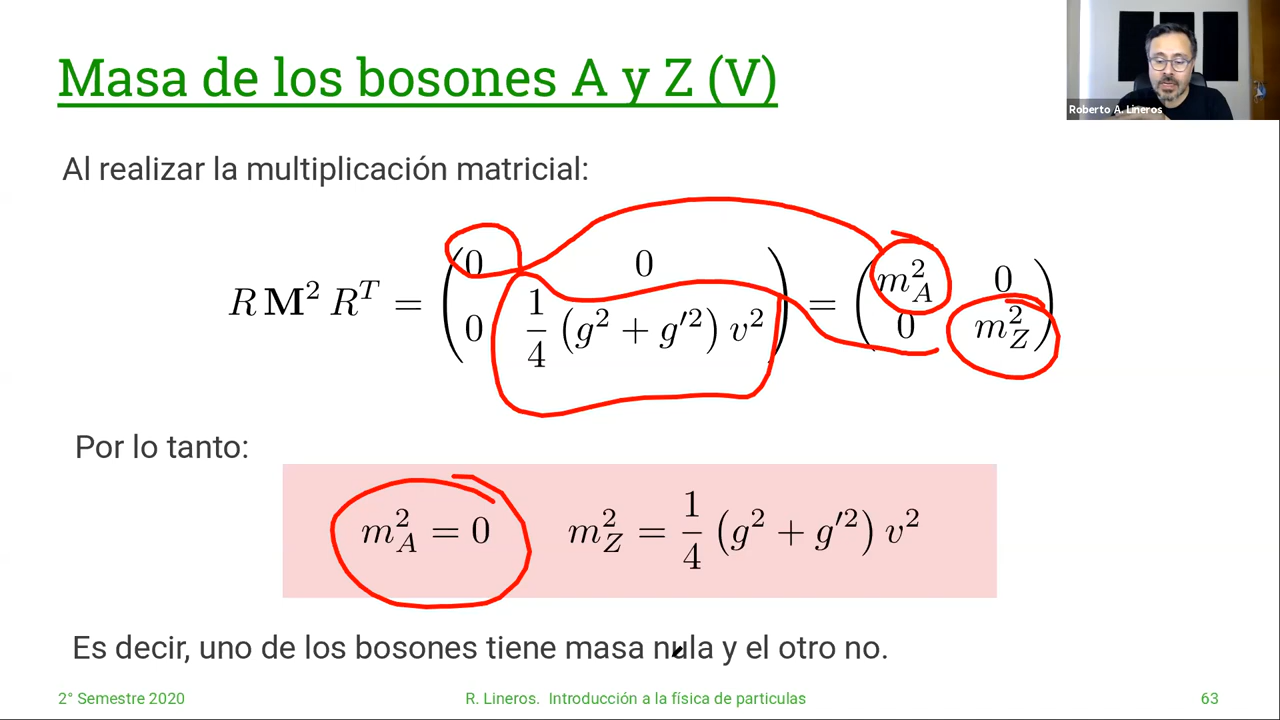 Masa de los bosones A y Z (V)
Roberto A. Lineros
Al realizar la multiplicación matricial:
R M² Rᵀ = ( 0 0 ; 0 1/4 (g² + g′²) v² ) = ( m_A² 0 ; 0 m_Z² )
Por lo tanto:
m_A² = 0 m_Z² = 1/4 (g² + g′²) v²
Es decir, uno de los bosones tiene masa nula y el otro no.
2° Semestre 2020 R. Lineros. Introducción a la física de particulas 63